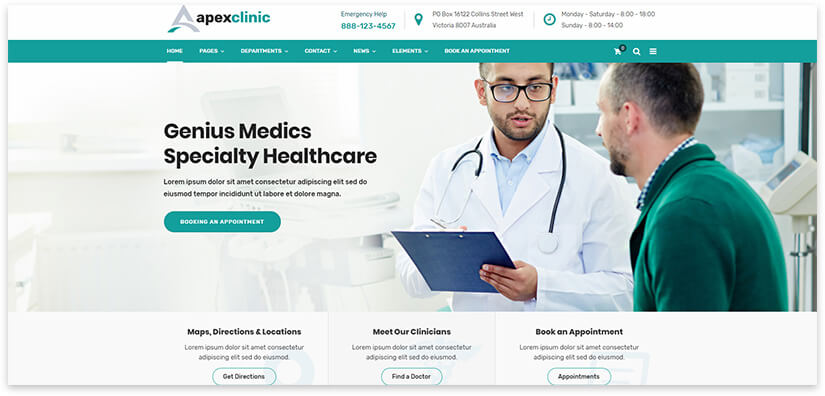 apexclinic
Emergency Help
888-123-4567
PO Box 16122 Collins Street West
Victoria 8007 Australia
Monday - Saturday - 8:00 - 18:00
Sunday - 8:00 - 14:00
HOME PAGES DEPARTMENTS CONTACT NEWS ELEMENTS BOOK AN APPOINTMENT 0
Genius Medics
Specialty Healthcare
Lorem ipsum dolor sit amet consectetur adipiscing elit sed do
eiusmod tempor incididunt ut labore et dolore magna.
BOOKING AN APPOINTMENT
Maps, Directions & Locations
Lorem ipsum dolor sit amet consectetur
adipiscing elit sed do eiusmod.
Get Directions
Meet Our Clinicians
Lorem ipsum dolor sit amet consectetur
adipiscing elit sed do eiusmod.
Find a Doctor
Book an Appointment
Lorem ipsum dolor sit amet consectetur
adipiscing elit sed do eiusmod.
Appointments